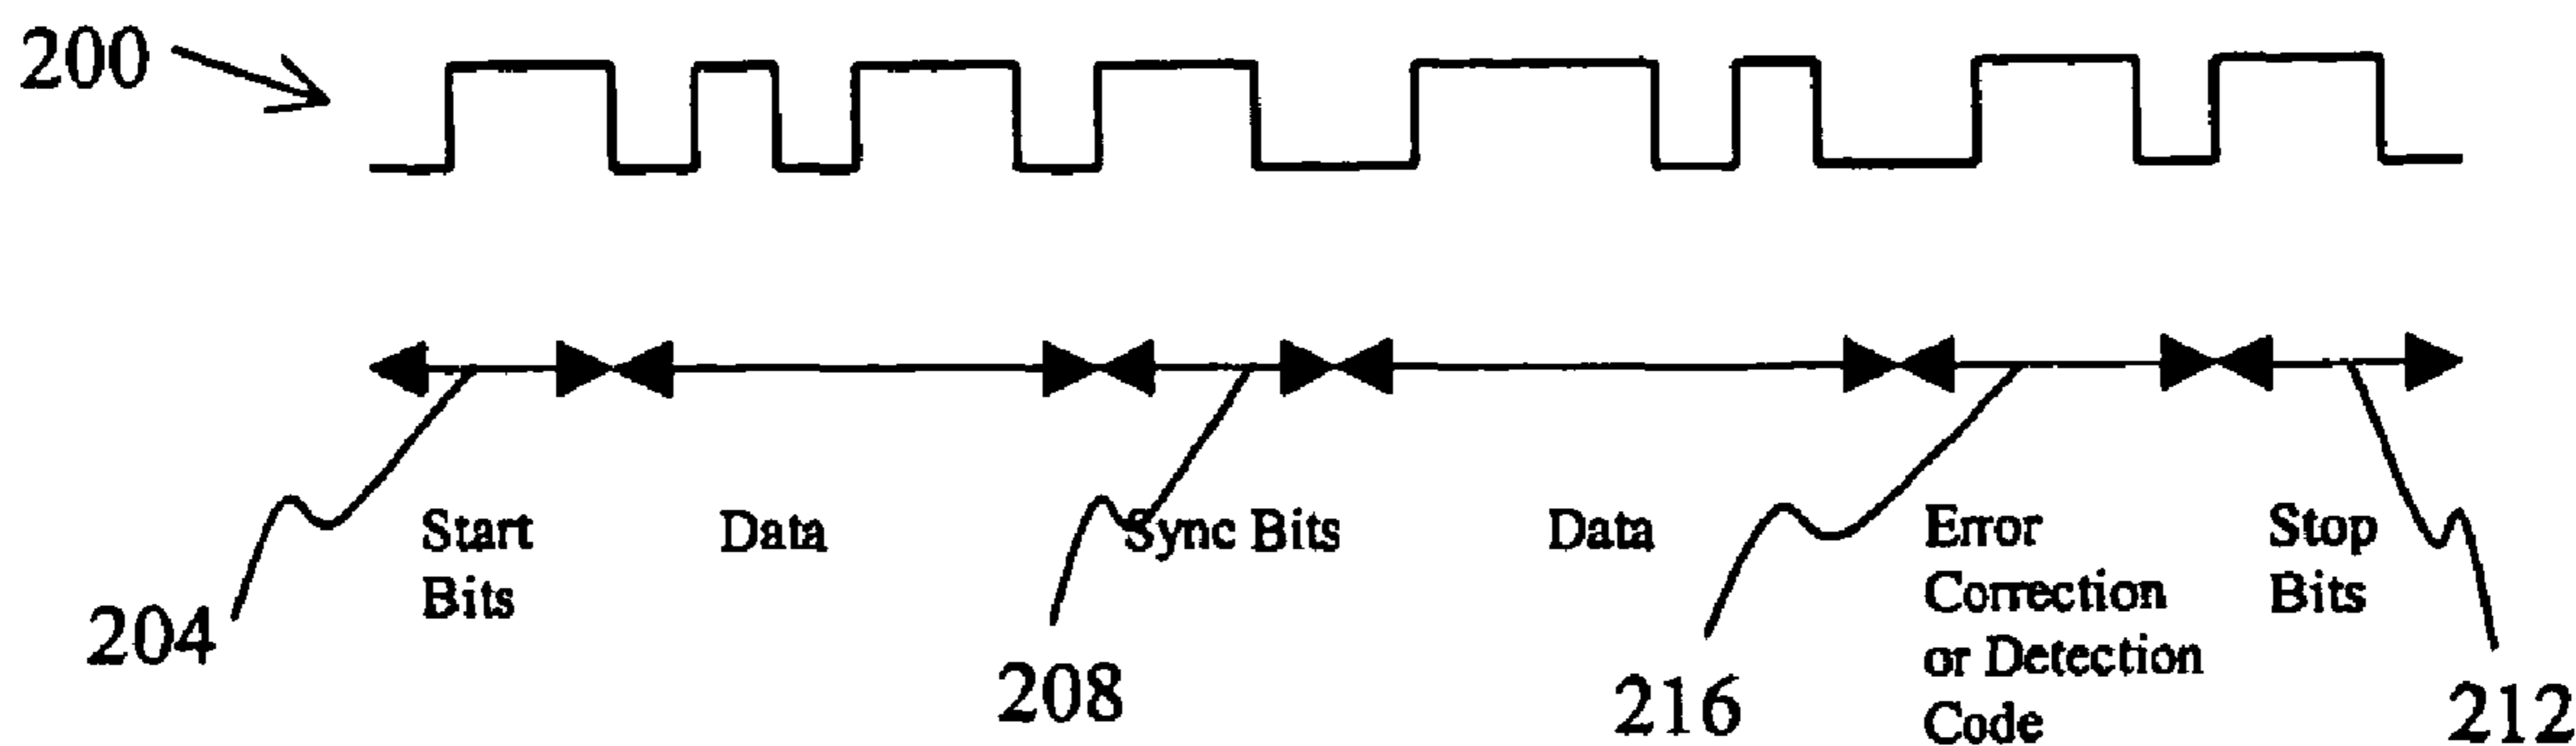 200
Start
Bits
Data
Sync Bits
Data
Error
Correction
or Detection
Code
Stop
Bits
204
208
216
212